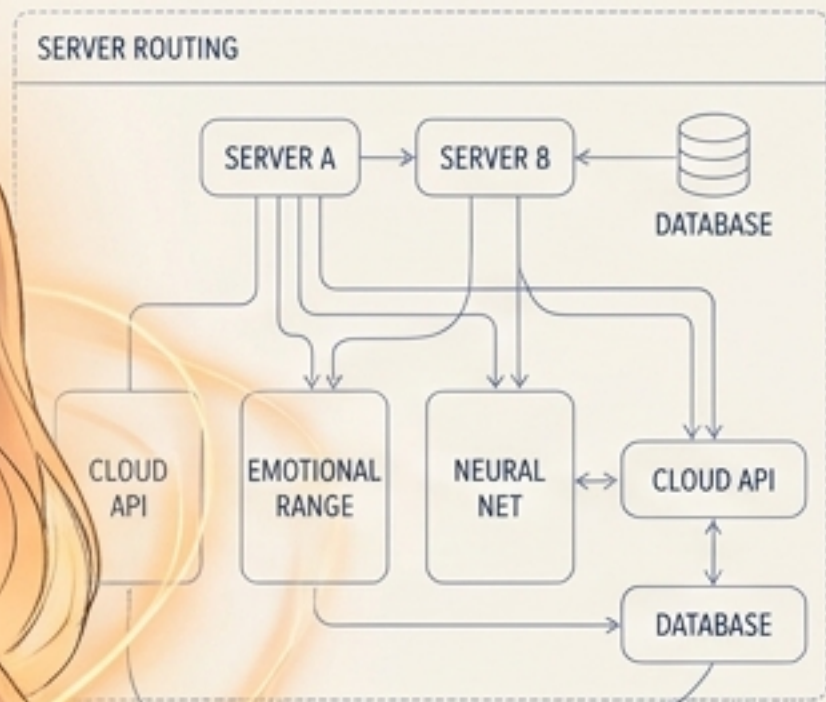 SERVER ROUTING
SERVER A
SERVER 8
DATABASE
CLOUD
API
EMOTIONAL
RANGE
NEURAL
NET
CLOUD API
DATABASE